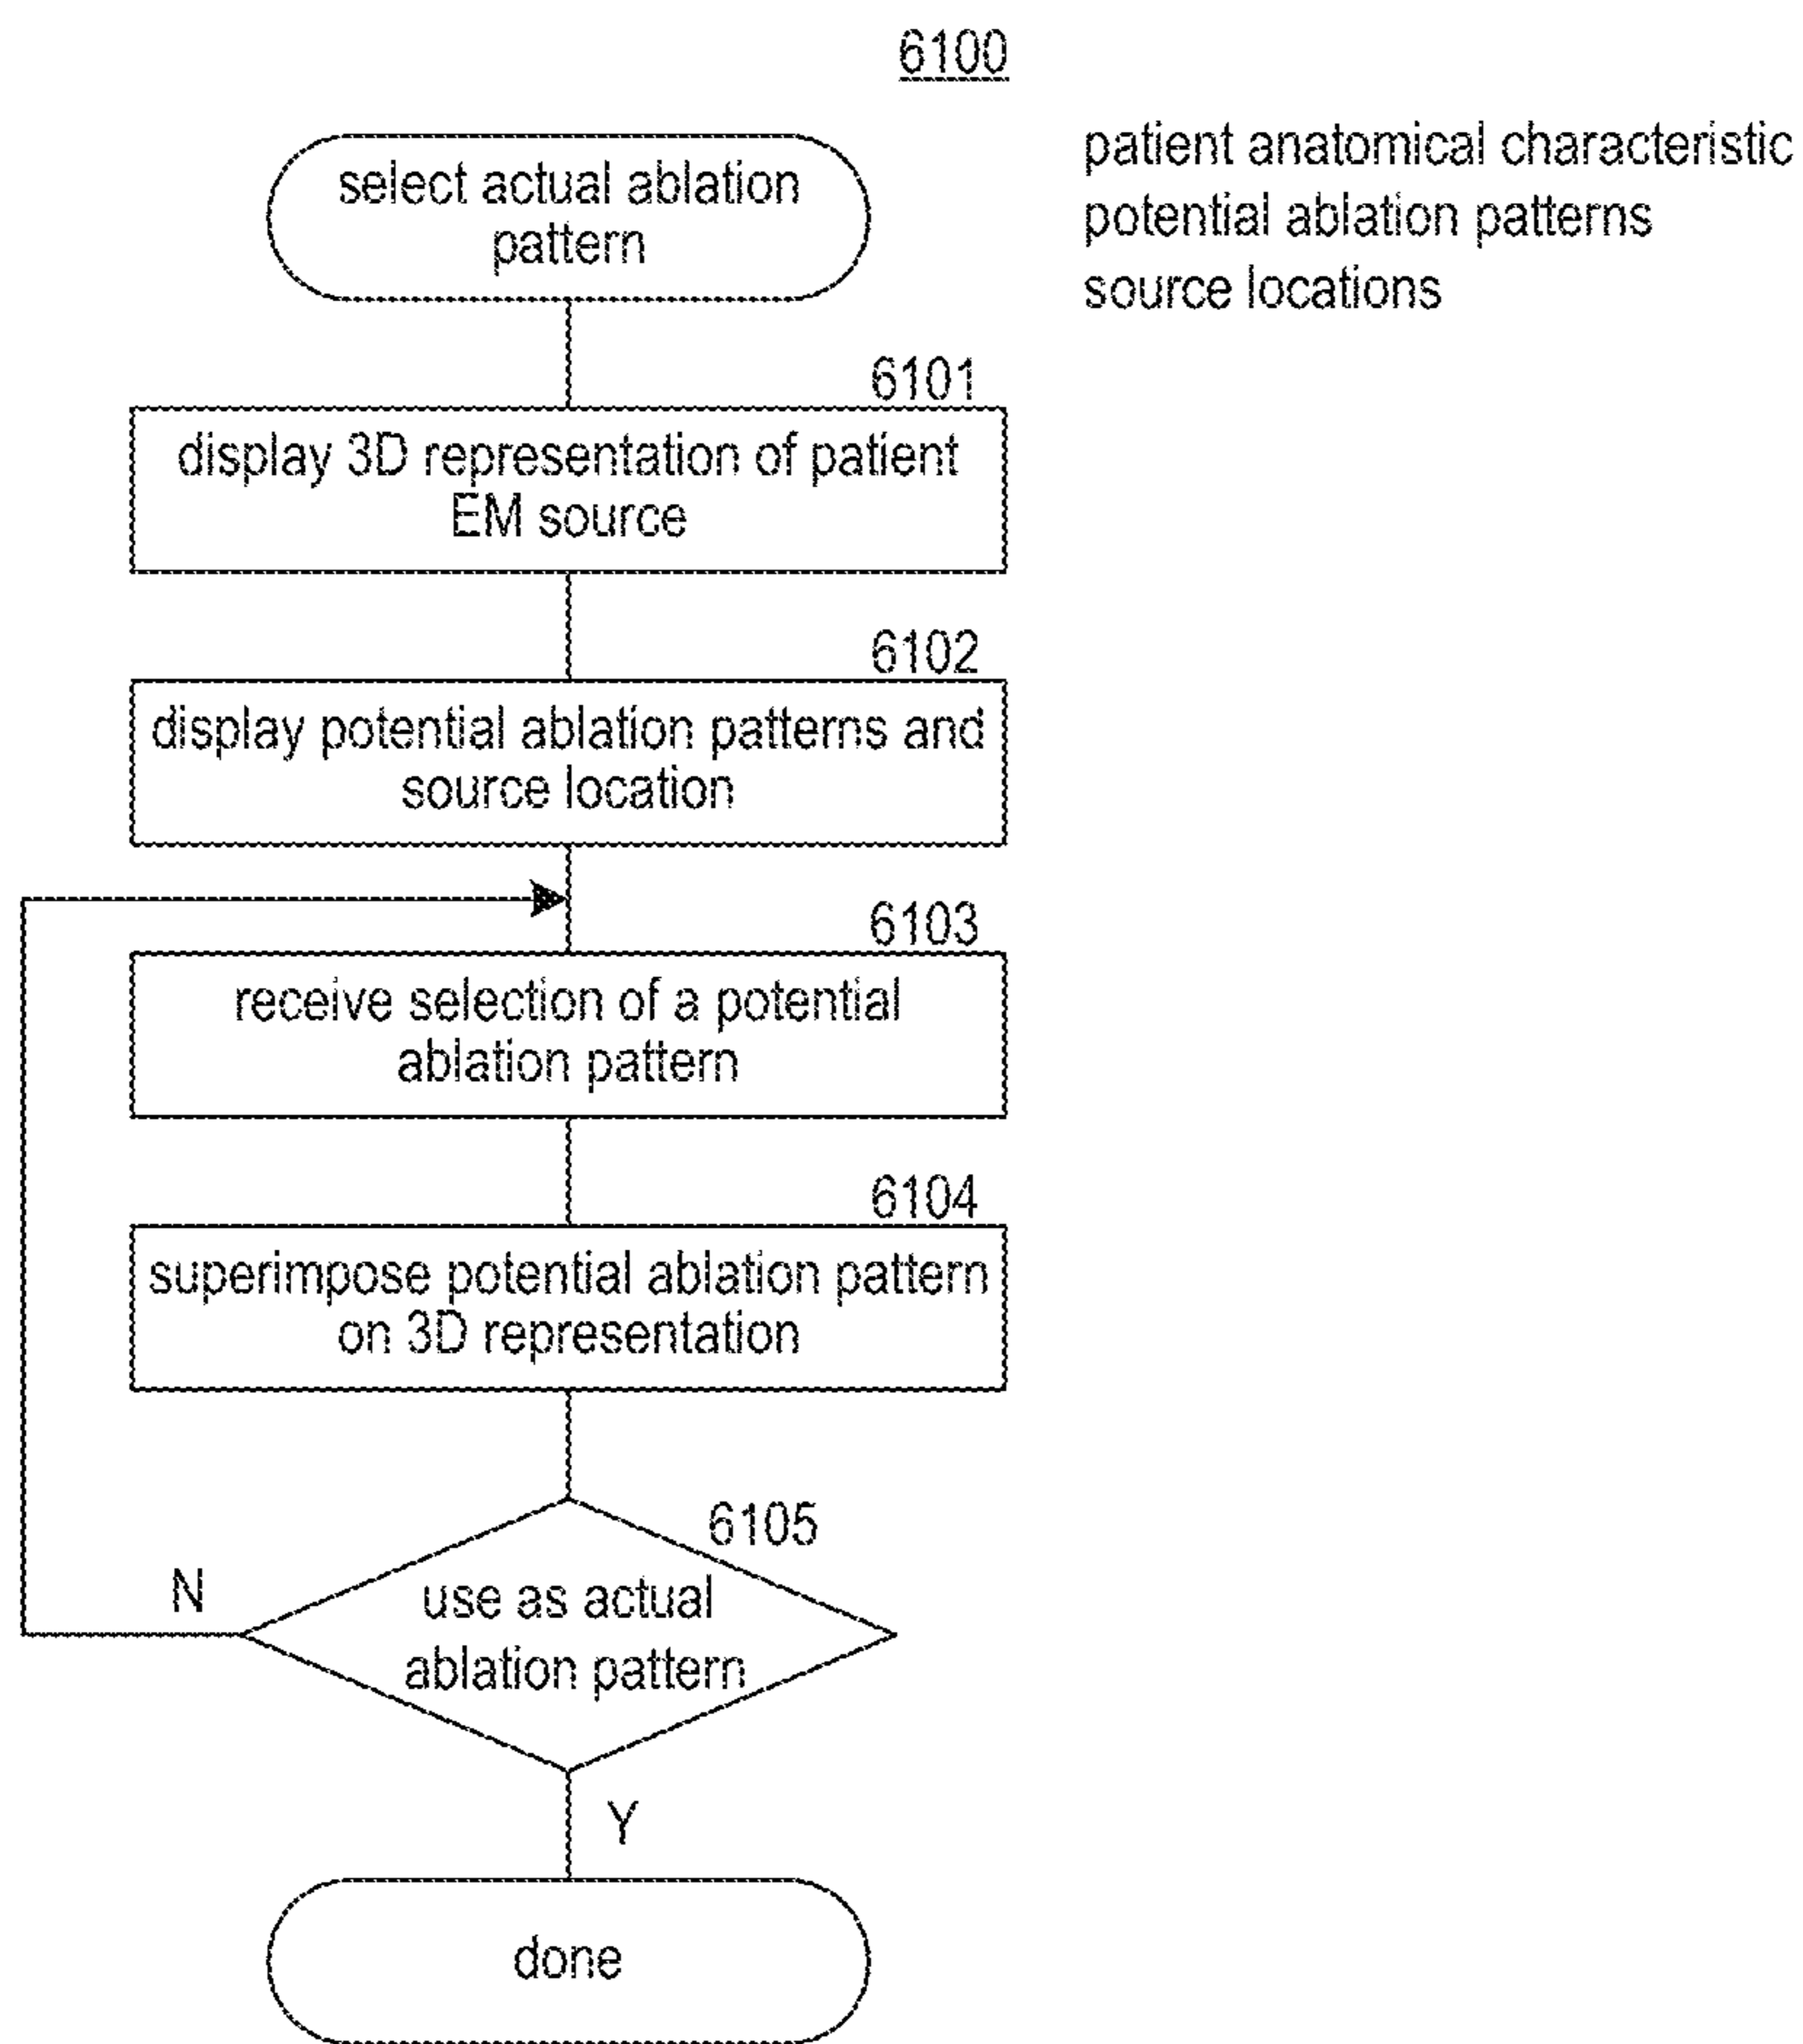 6100
select actual ablation
pattern
patient anatomical characteristic
potential ablation patterns
source locations
6101
display 3D representation of patient
EM source
6102
display potential ablation patterns and
source location
6103
receive selection of a potential
ablation pattern
6104
superimpose potential ablation pattern
on 3D representation
6105
use as actual
ablation pattern
N
Y
done